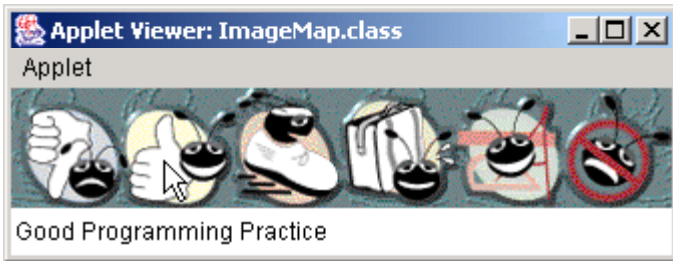 Applet Viewer: ImageMap.class
Applet
Good Programming Practice